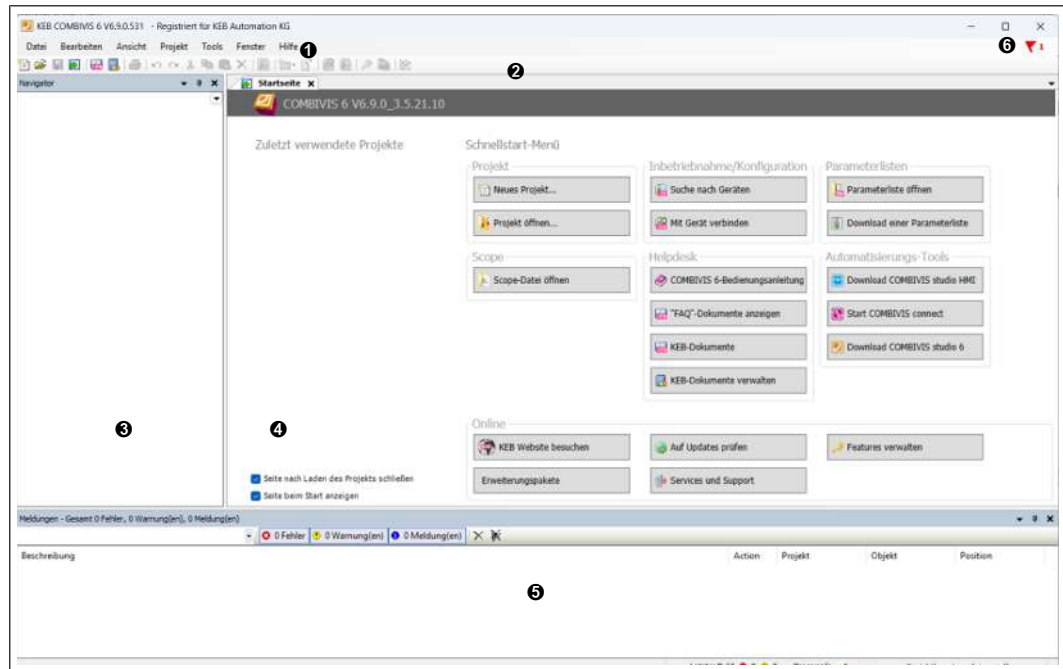 KEB COMBIVIS 6 V6.9.0.531 - Registriert für KEB Automation KG
Datei Bearbeiten Ansicht Projekt Tools Fenster Hilfe
❶
❻
1
❷
Navigator
Startseite
COMBIVIS 6 V6.9.0_3.5.21.10
Zuletzt verwendete Projekte
Schnellstart-Menü
Projekt
Neues Projekt...
Projekt öffnen...
Inbetriebnahme/Konfiguration
Suche nach Geräten
Mit Gerät verbinden
Parameterlisten
Parameterliste öffnen
Download einer Parameterliste
Scope
Scope-Datei öffnen
Helpdesk
COMBIVIS 6-Bedienungsanleitung
"FAQ"-Dokumente anzeigen
KEB-Dokumente
KEB-Dokumente verwalten
Automatisierungs-Tools
Download COMBIVIS studio HMI
Start COMBIVIS connect
Download COMBIVIS studio 6
❸
❹
Online
KEB Website besuchen
Auf Updates prüfen
Features verwalten
Erweiterungspakete
Services und Support
Seite nach Laden des Projekts schließen
Seite beim Start anzeigen
Meldungen - Gesamt 0 Fehler, 0 Warnung(en), 0 Meldung(en)
0 Fehler 0 Warnung(en) 0 Meldung(en)
Beschreibung Action Projekt Objekt Position
❺